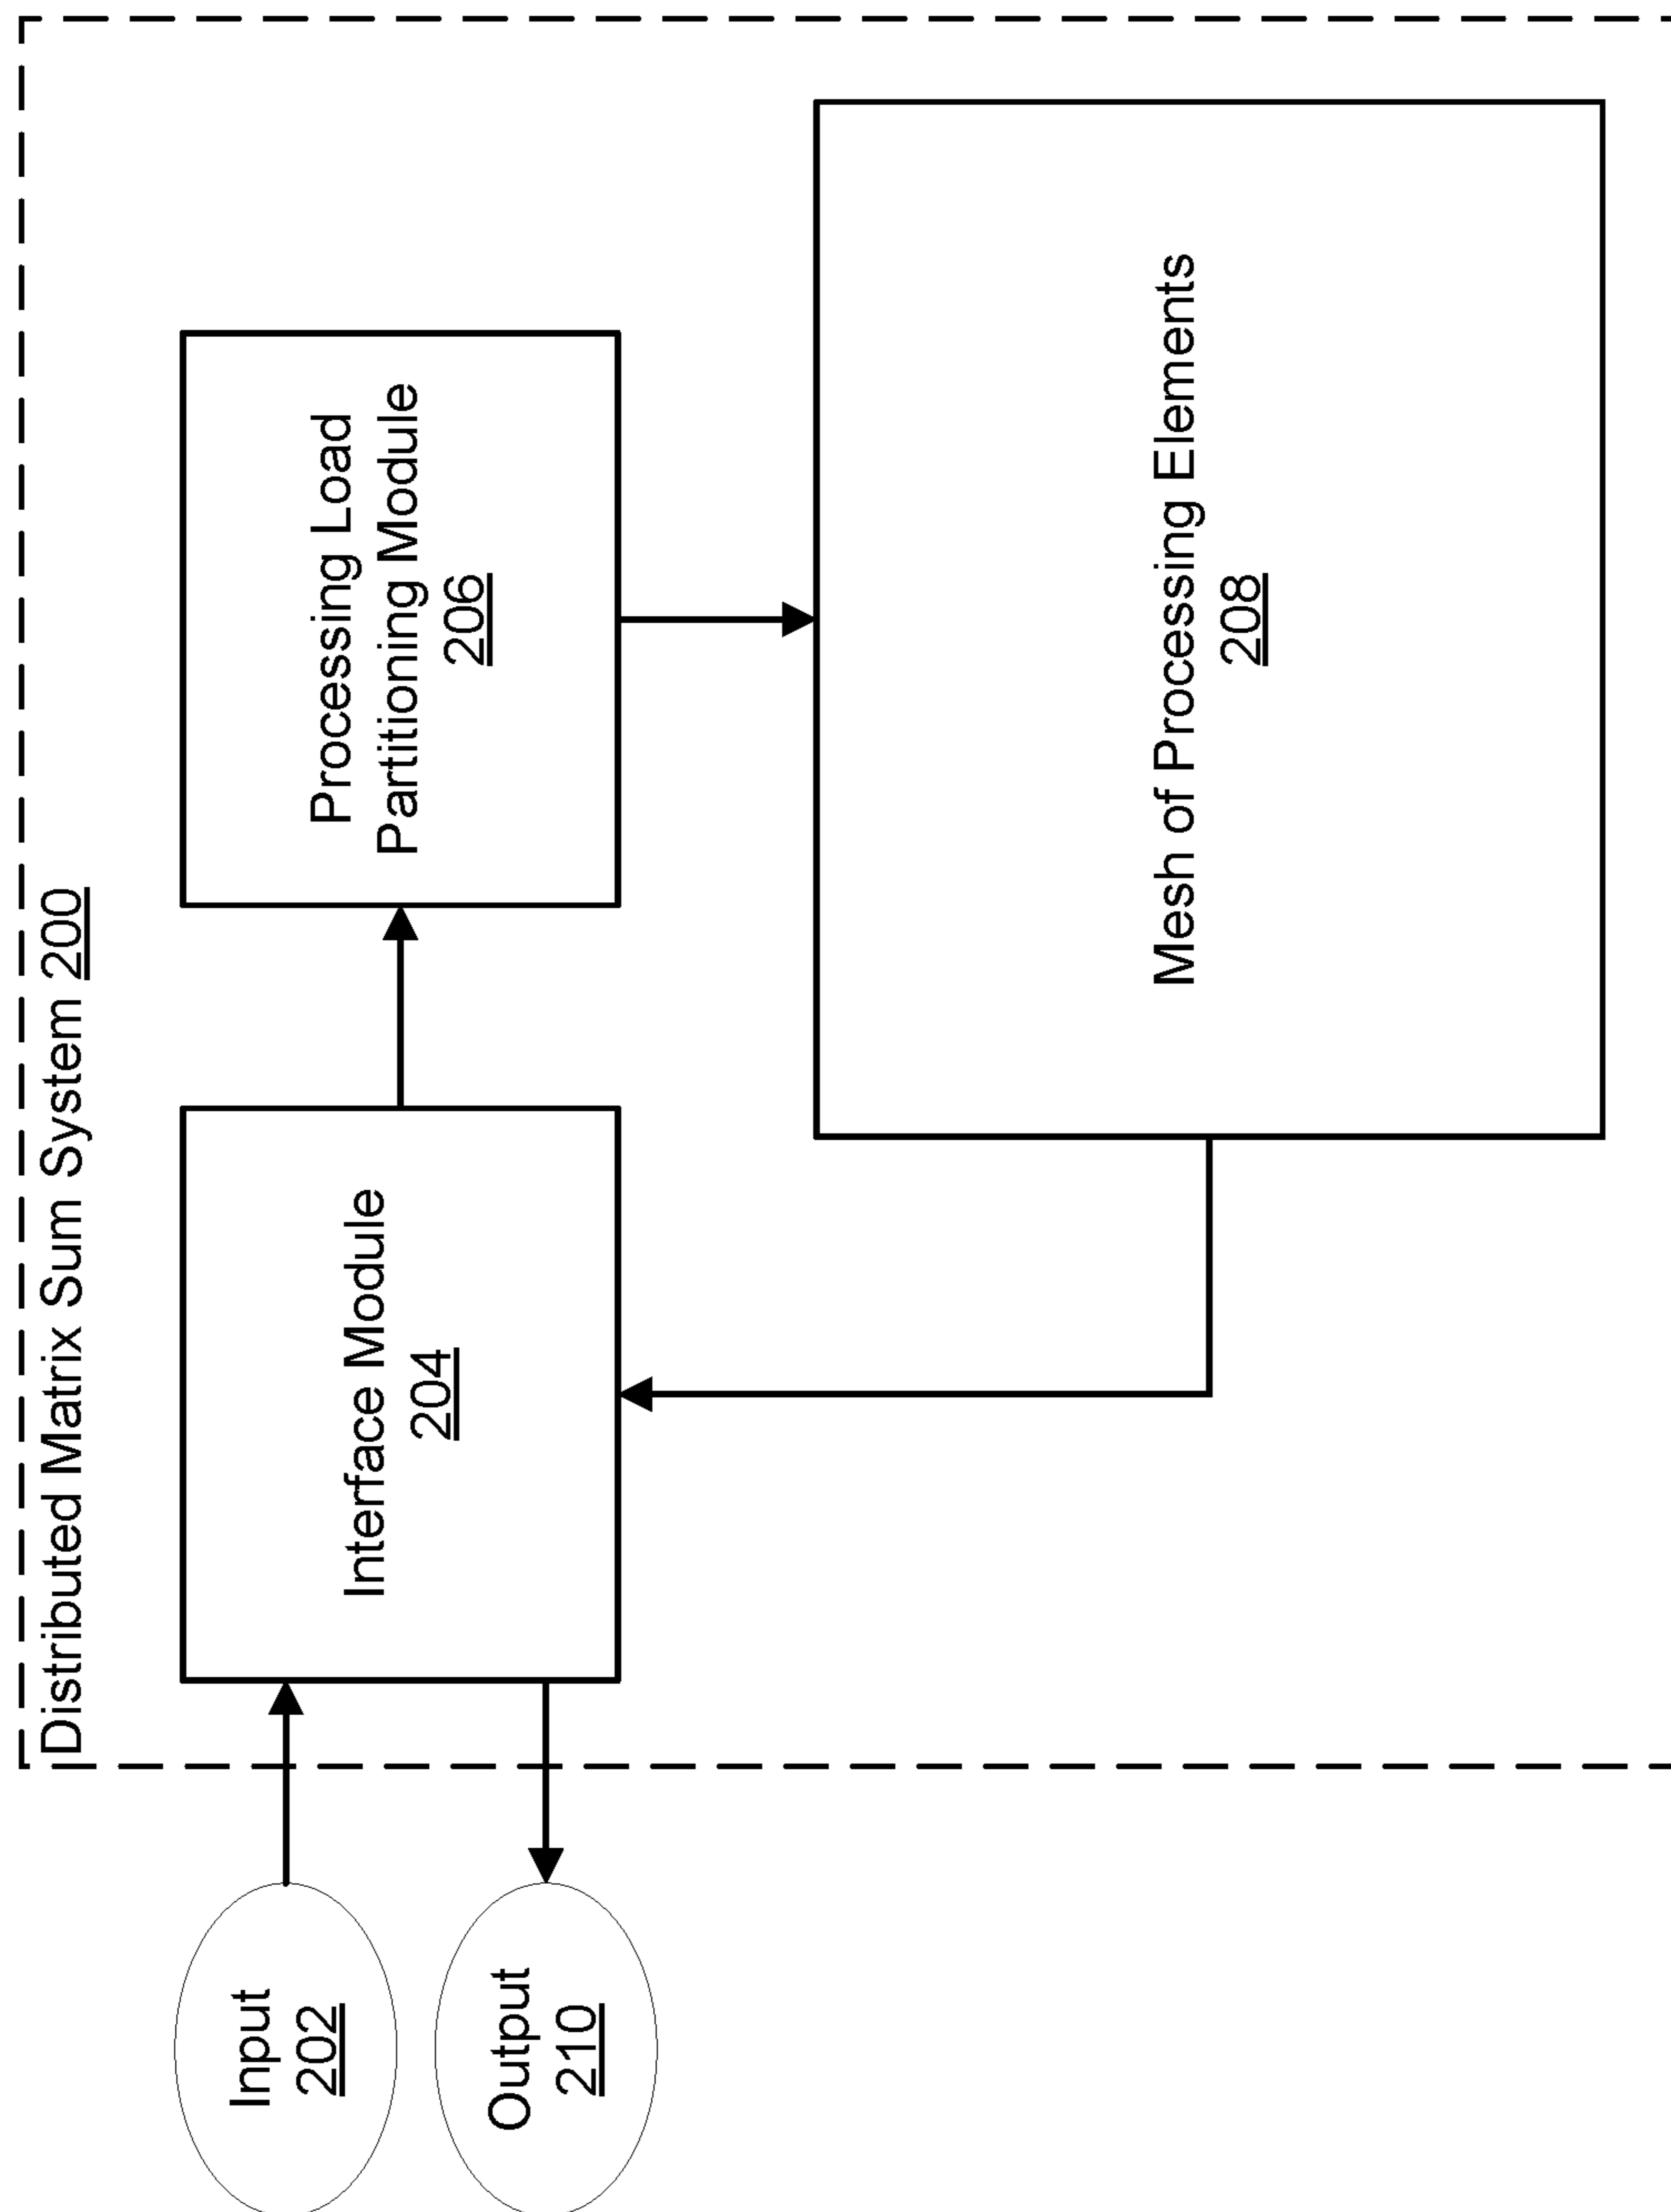 Distributed Matrix Sum System 200
Input
202
Output
210
Interface Module
204
Processing Load
Partitioning Module
206
Mesh of Processing Elements
208